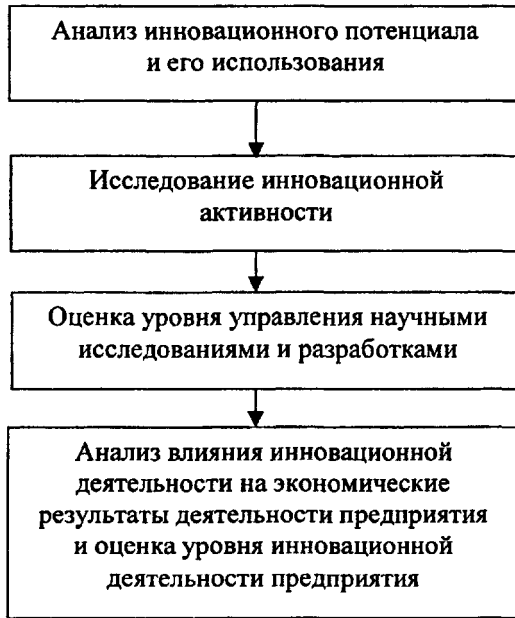 Анализ инновационного потенциала
и его использования
Исследование инновационной
активности
Оценка уровня управления научными
исследованиями и разработками
Анализ влияния инновационной
деятельности на экономические
результаты деятельности предприятия
и оценка уровня инновационной
деятельности предприятия